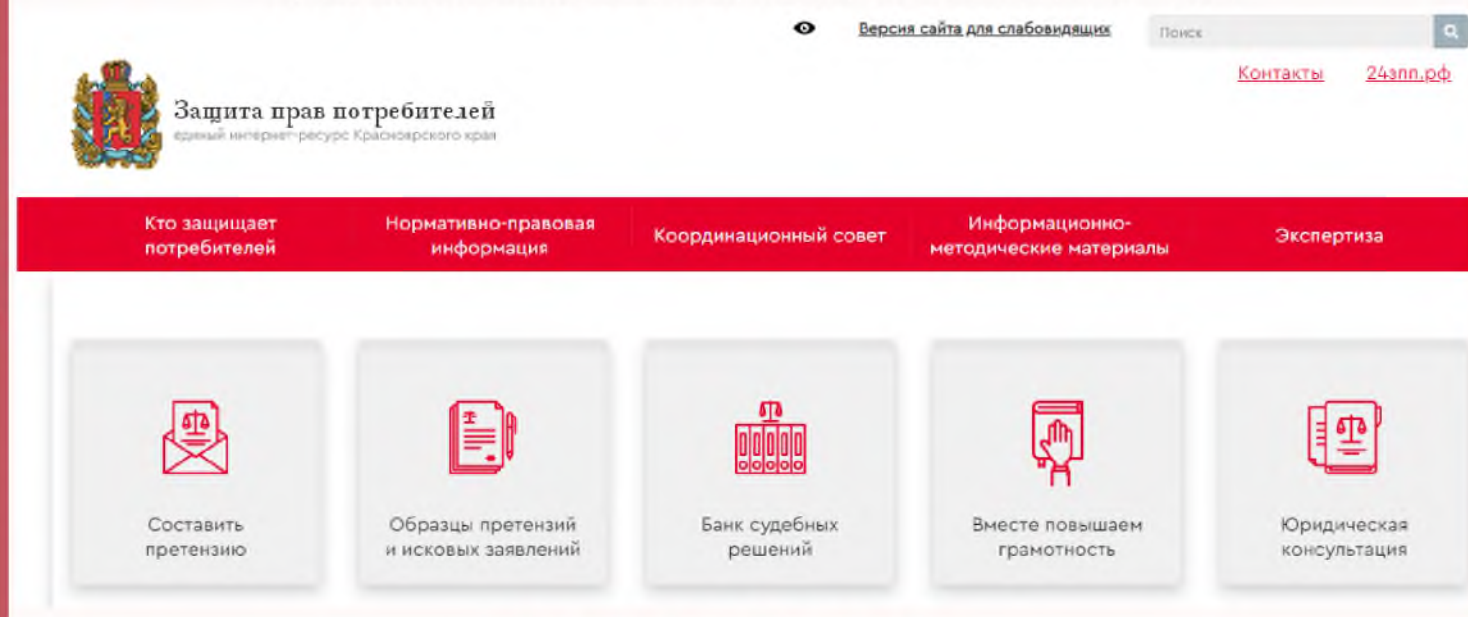 Версия сайта для слабовидящих
Поиск
Контакты
24зпп.рф
Защита прав потребителей
единый интернет-ресурс Красноярского края
Кто защищает
потребителей
Нормативно-правовая
информация
Координационный совет
Информационно-
методические материалы
Экспертиза
Составить
претензию
Образцы претензий
и исковых заявлений
Банк судебных
решений
Вместе повышаем
грамотность
Юридическая
консультация